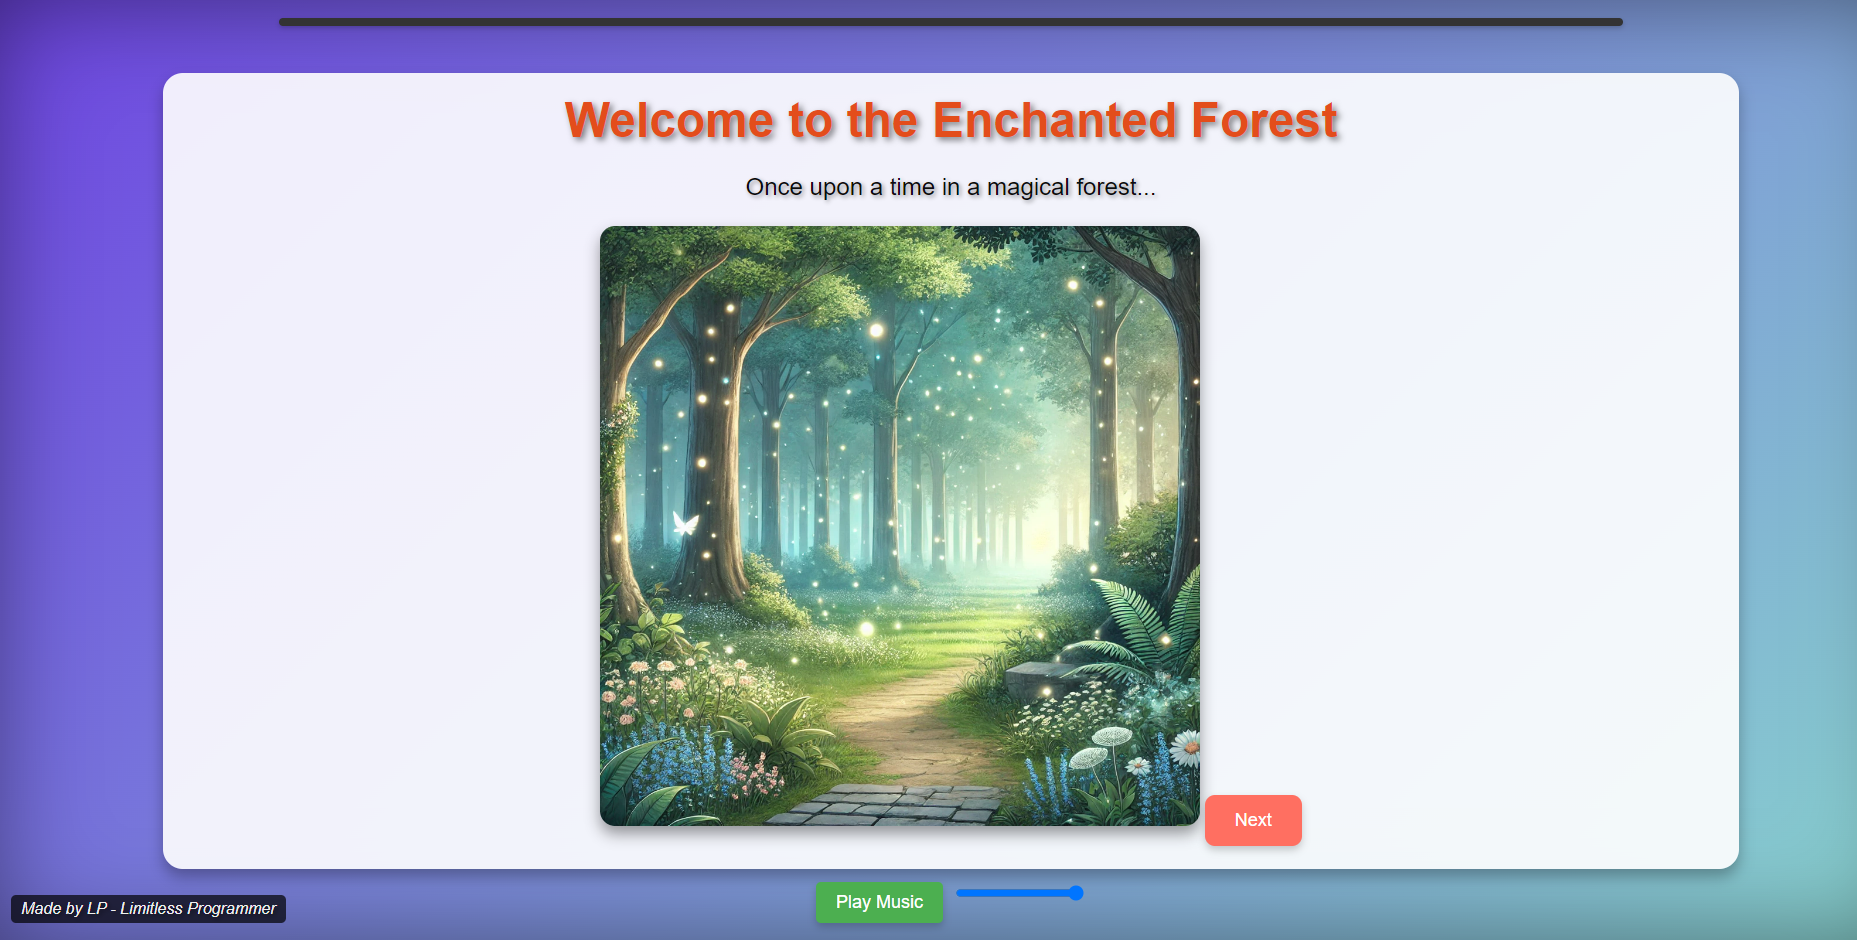 Welcome to the Enchanted Forest
Once upon a time in a magical forest...
Next
Play Music
Made by LP - Limitless Programmer